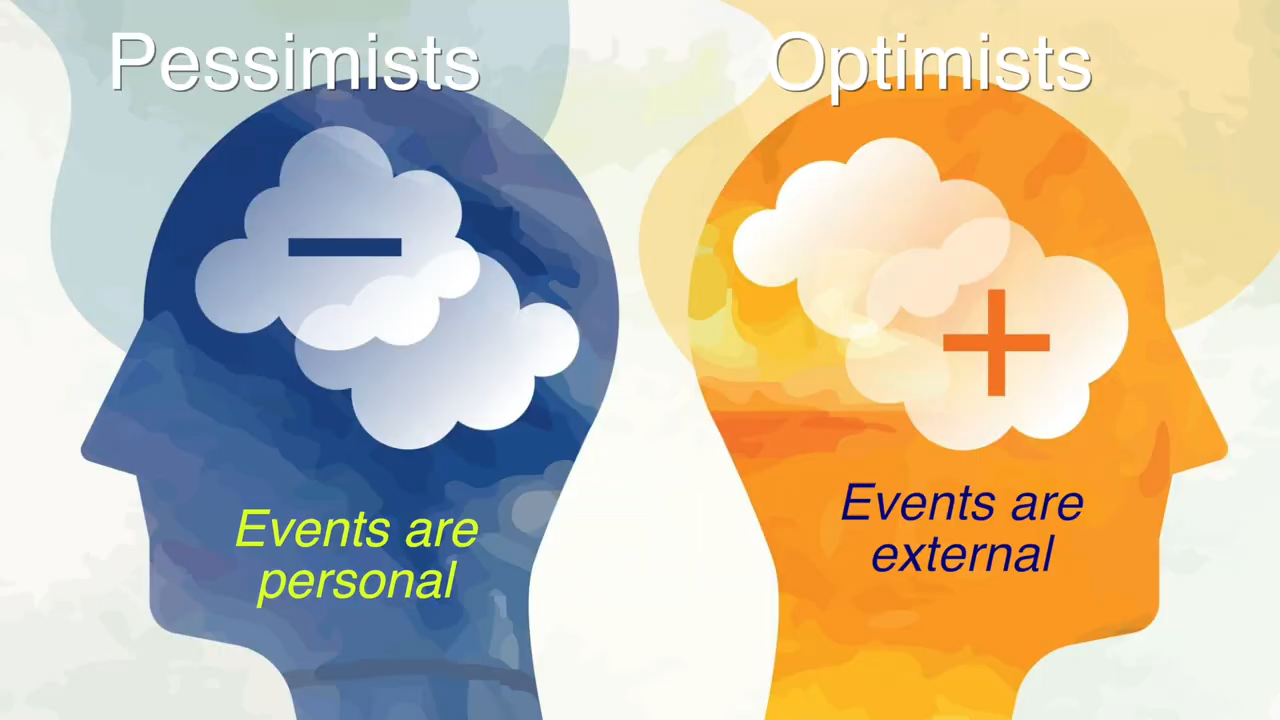 Pessimists
Optimists
Events are
personal
Events are
external